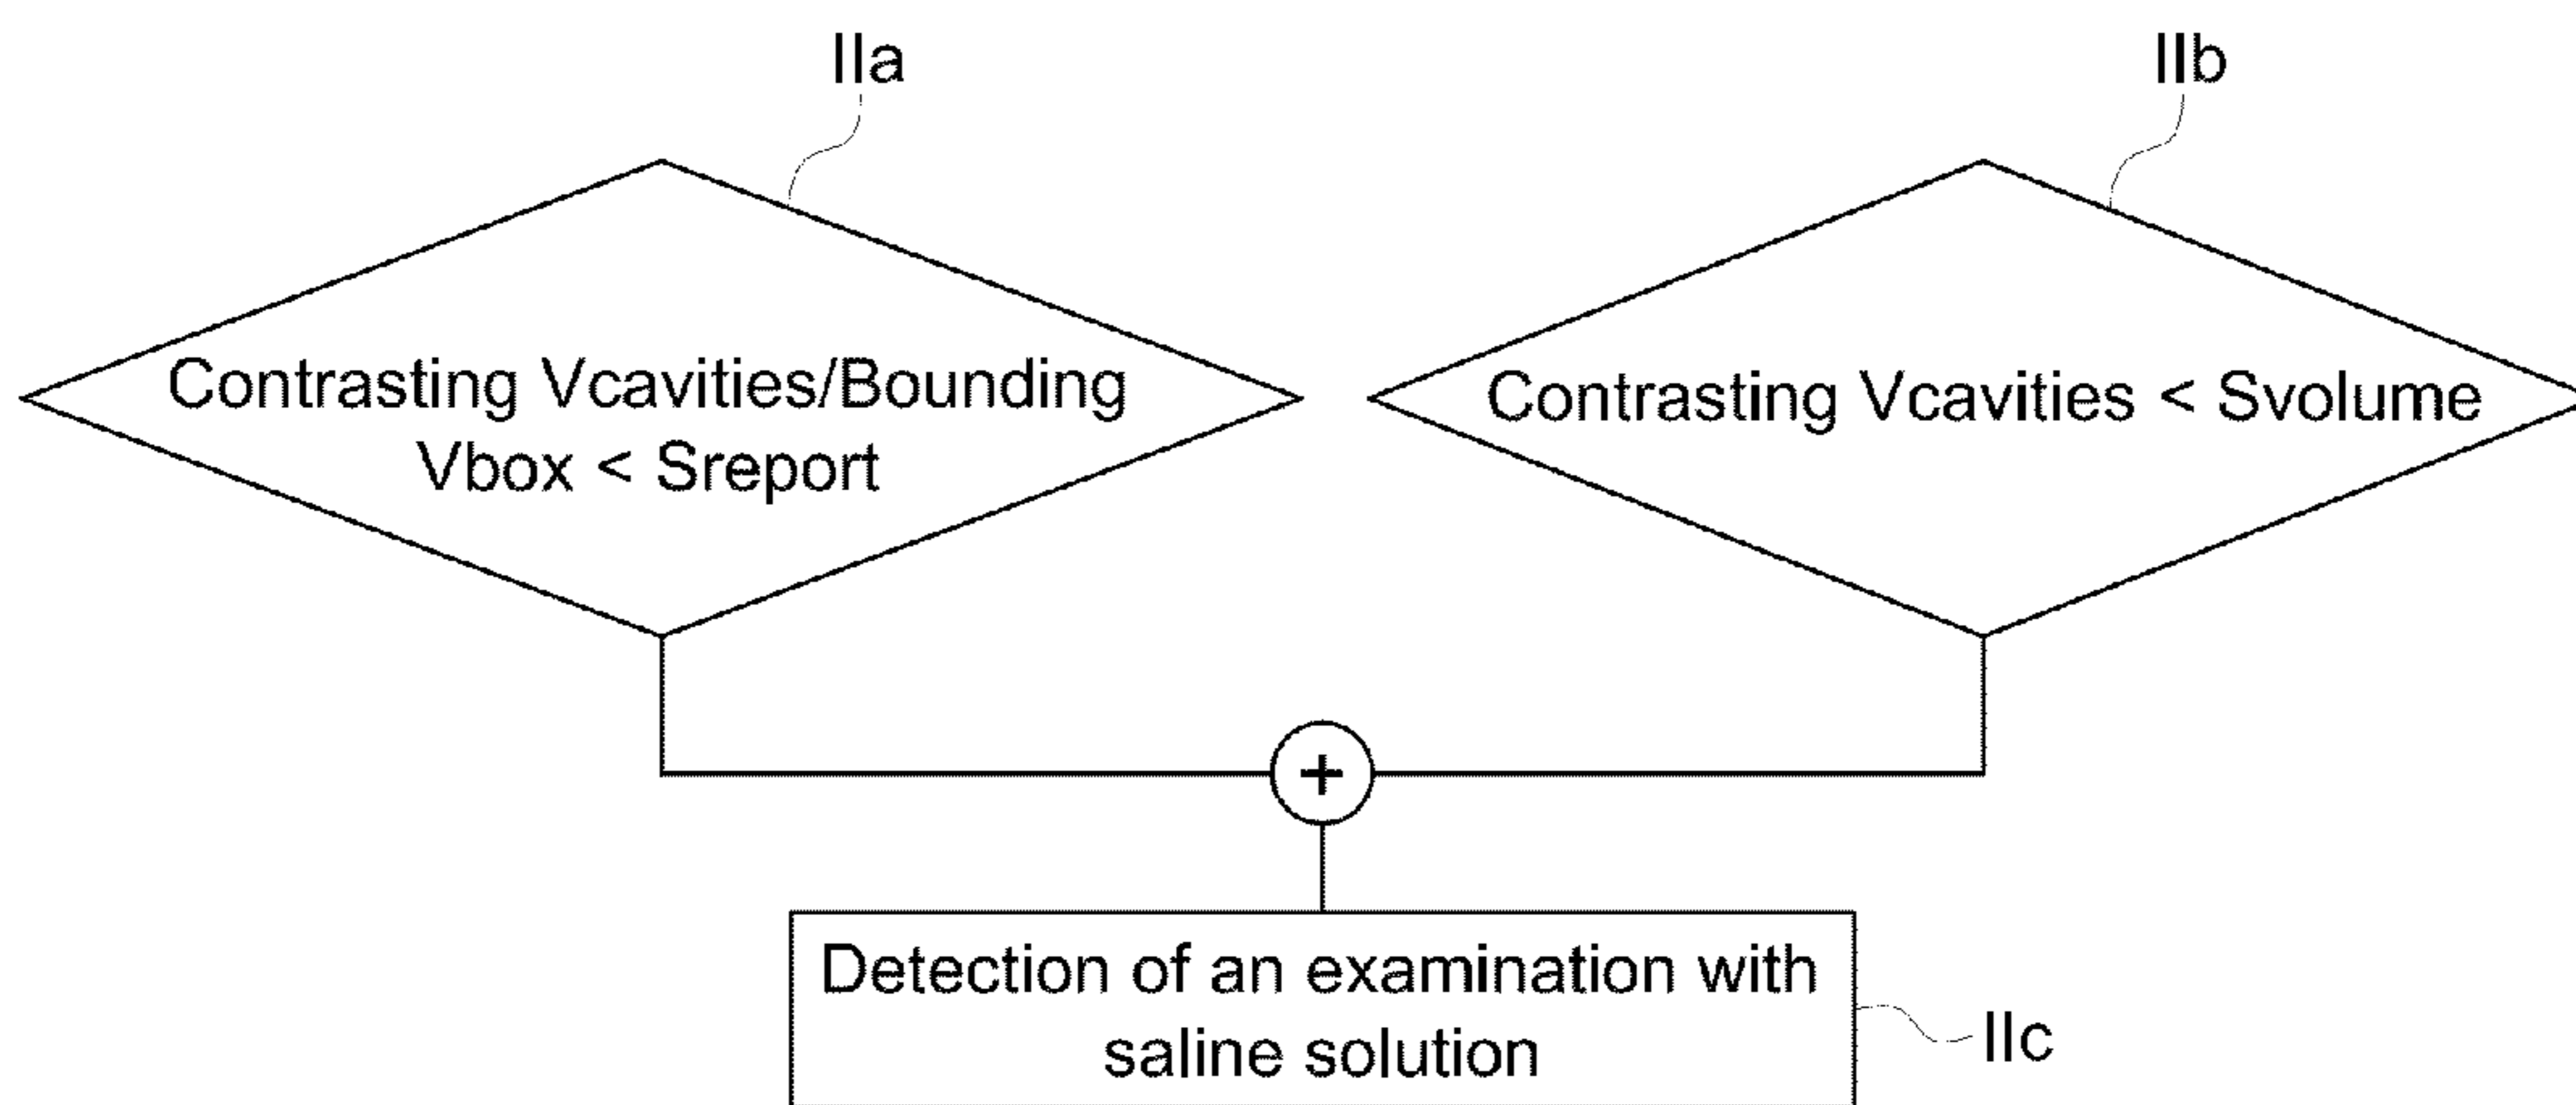 IIa
IIb
Contrasting Vcavities/Bounding
Vbox < Sreport
Contrasting Vcavities < Svolume
+
Detection of an examination with
saline solution
IIc